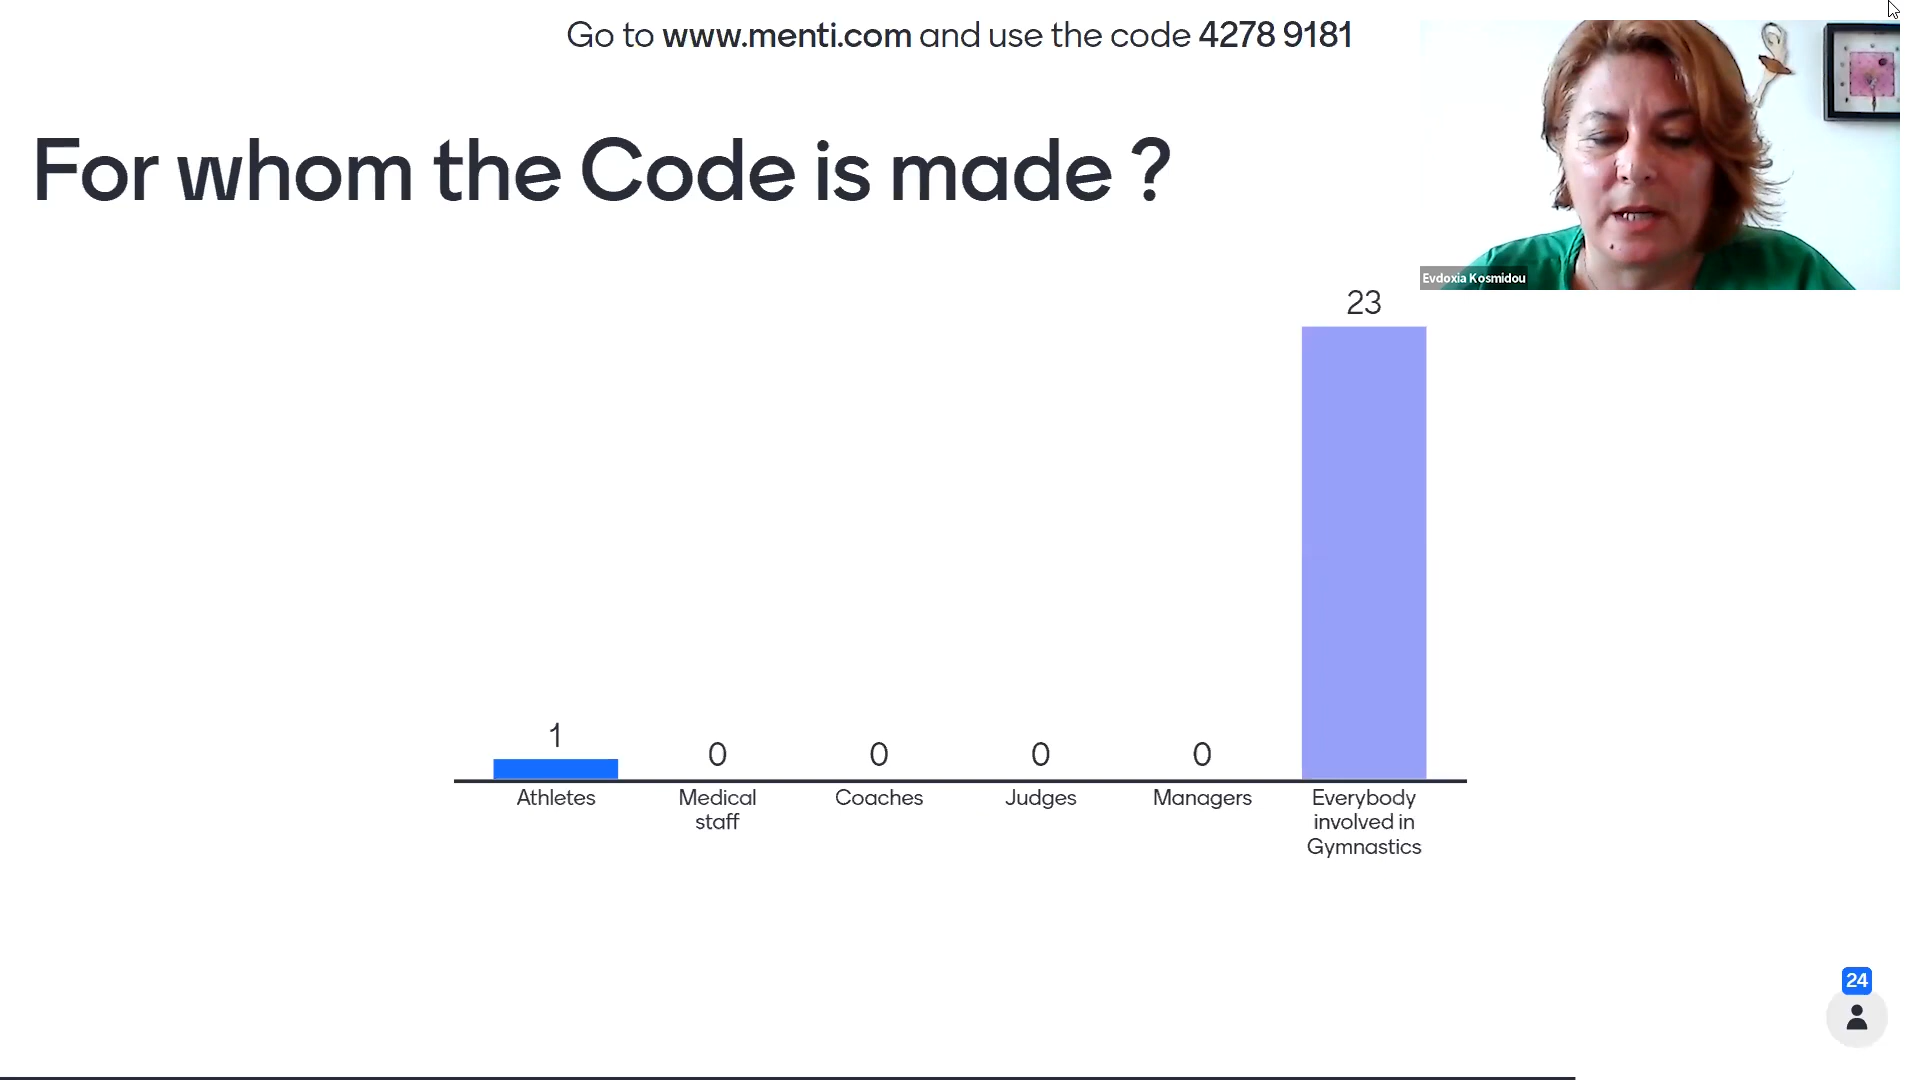 Go to www.menti.com and use the code 4278 9181
For whom the Code is made ?
Evdoxia Kosmidou
23
1
0
0
0
0
Athletes
Medical
staff
Coaches
Judges
Managers
Everybody
involved in
Gymnastics
24